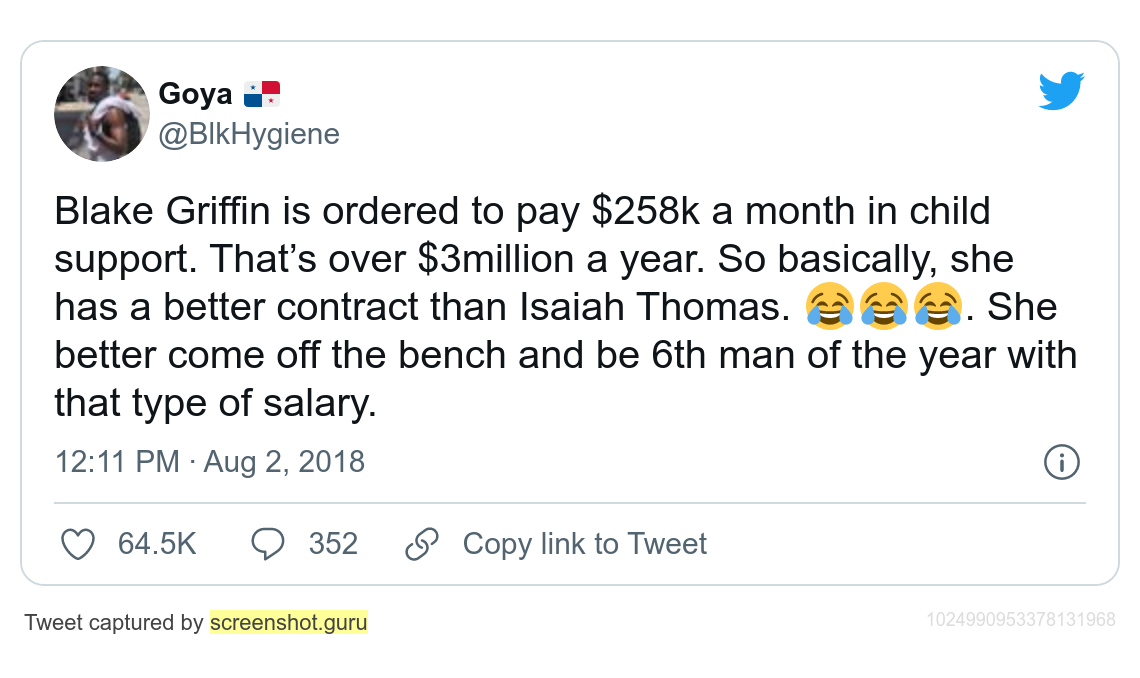 Goya 🇵🇦
@BlkHygiene
Blake Griffin is ordered to pay $258k a month in child
support. That’s over $3million a year. So basically, she
has a better contract than Isaiah Thomas. 😂😂😂. She
better come off the bench and be 6th man of the year with
that type of salary.
12:11 PM · Aug 2, 2018
64.5K 352 Copy link to Tweet
Tweet captured by screenshot.guru
1024990953378131968